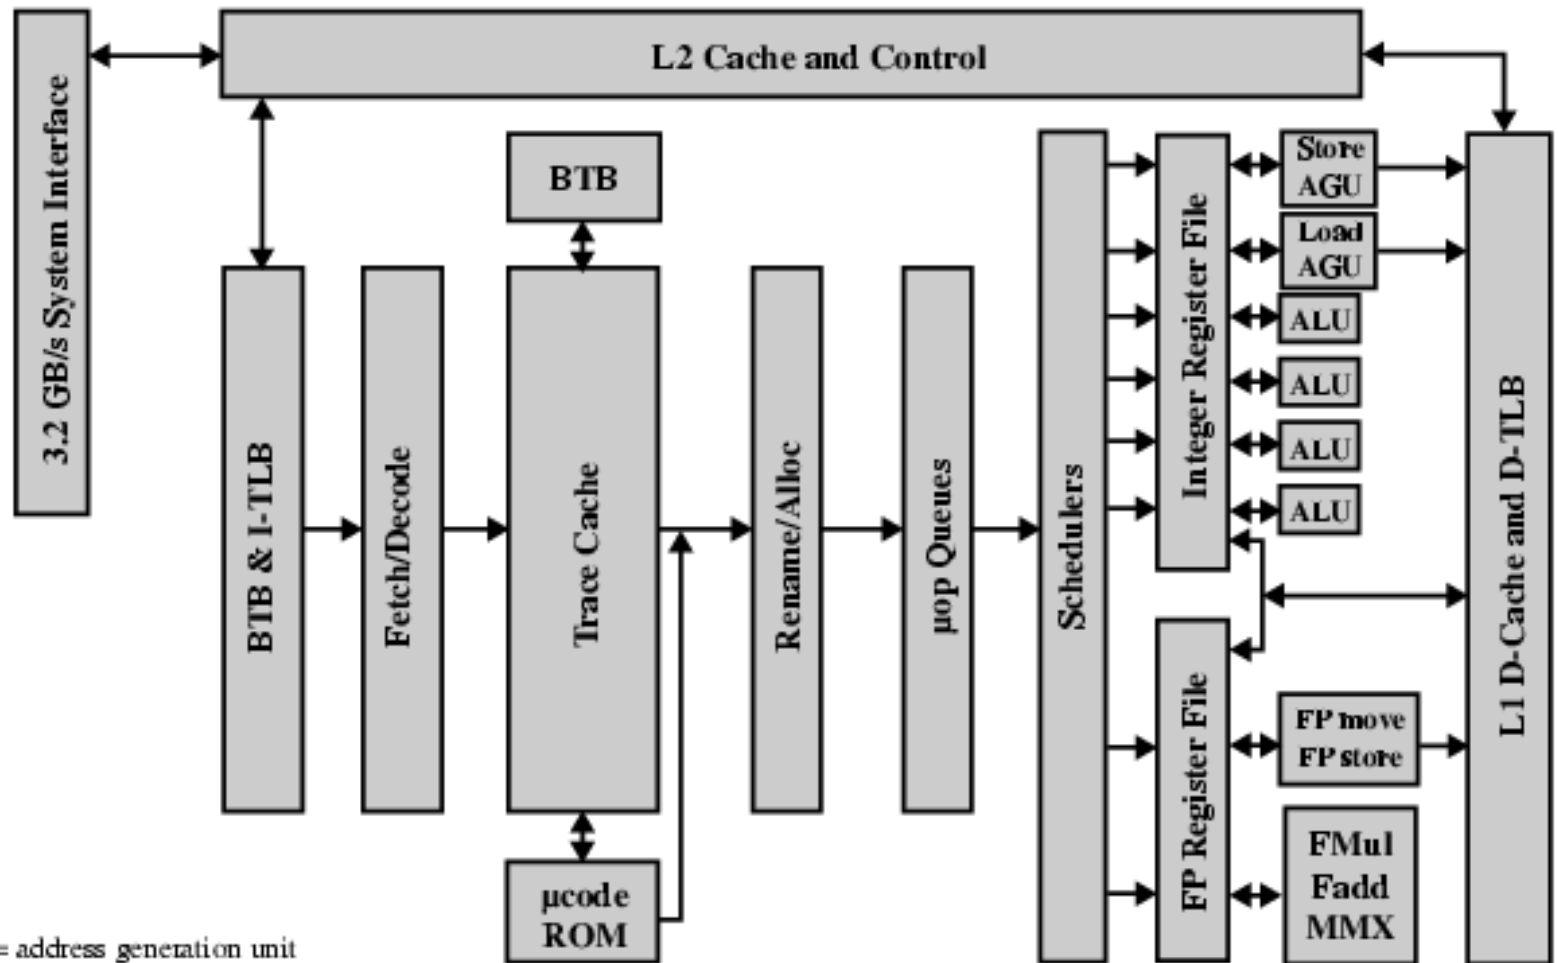 3.2 GB/s System Interface
L2 Cache and Control
BTB
BTB & I-TLB
Fetch/Decode
Trace Cache
µcode
ROM
Rename/Alloc
µop Queues
Schedulers
Integer Register File
FP Register File
Store
AGU
Load
AGU
ALU
ALU
ALU
ALU
FP move
FP store
FMul
Fadd
MMX
L1 D-Cache and D-TLB
= address generation unit